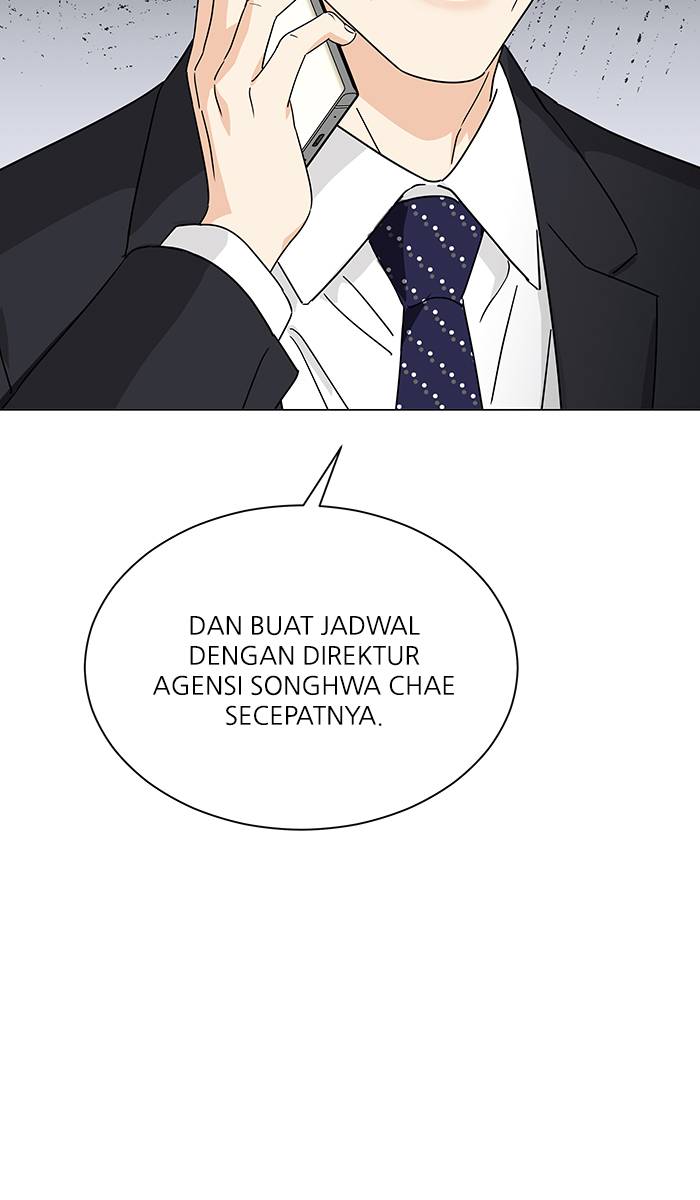 DAN BUAT JADWAL
DENGAN DIREKTUR
AGENSI SONGHWA CHAE
SECEPATNYA.